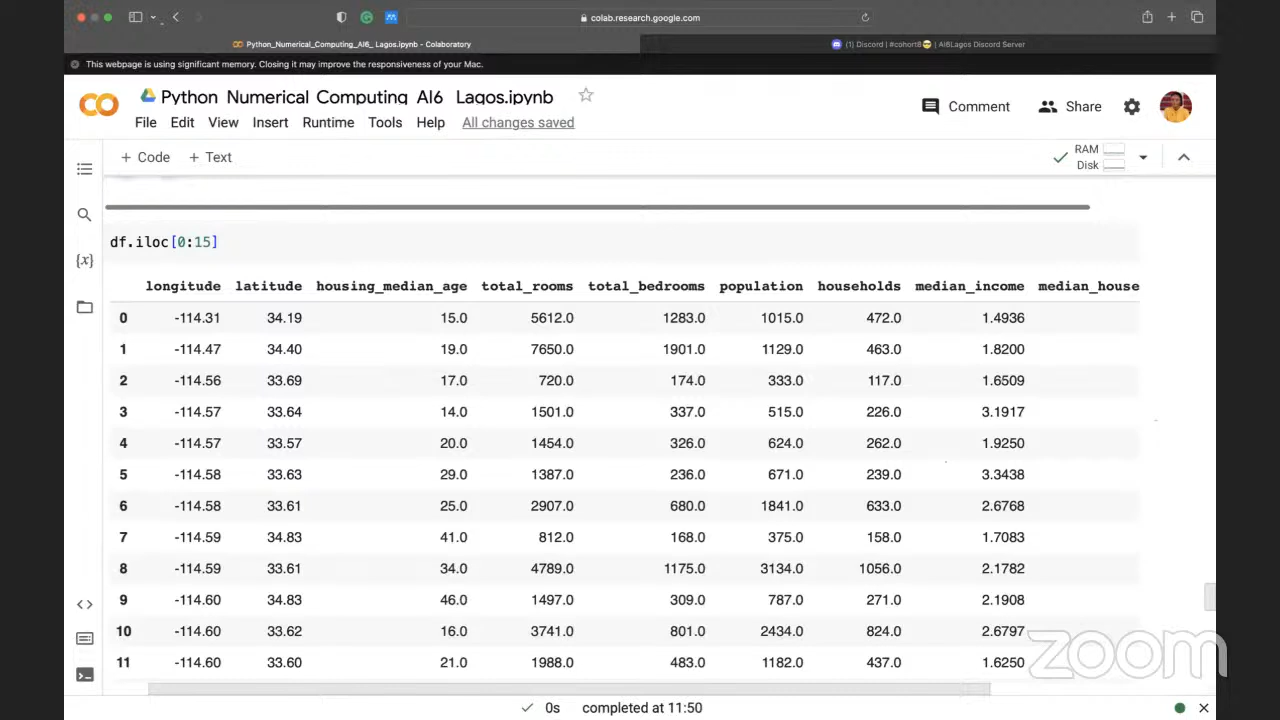 colab.research.google.com
Python_Numerical_Computing_AI6_ Lagos.ipynb - Colaboratory
(1) Discord | #cohort8😎 | AI6Lagos Discord Server
This webpage is using significant memory. Closing it may improve the responsiveness of your Mac.
Python_Numerical_Computing_AI6_ Lagos.ipynb
Comment
Share
File Edit View Insert Runtime Tools Help All changes saved
+ Code + Text
RAM
Disk
{x}
df.iloc[0:15]
longitude latitude housing_median_age total_rooms total_bedrooms population households median_income median_house
0 -114.31 34.19 15.0 5612.0 1283.0 1015.0 472.0 1.4936
1 -114.47 34.40 19.0 7650.0 1901.0 1129.0 463.0 1.8200
2 -114.56 33.69 17.0 720.0 174.0 333.0 117.0 1.6509
3 -114.57 33.64 14.0 1501.0 337.0 515.0 226.0 3.1917
4 -114.57 33.57 20.0 1454.0 326.0 624.0 262.0 1.9250
5 -114.58 33.63 29.0 1387.0 236.0 671.0 239.0 3.3438
6 -114.58 33.61 25.0 2907.0 680.0 1841.0 633.0 2.6768
7 -114.59 34.83 41.0 812.0 168.0 375.0 158.0 1.7083
8 -114.59 33.61 34.0 4789.0 1175.0 3134.0 1056.0 2.1782
9 -114.60 34.83 46.0 1497.0 309.0 787.0 271.0 2.1908
10 -114.60 33.62 16.0 3741.0 801.0 2434.0 824.0 2.6797
11 -114.60 33.60 21.0 1988.0 483.0 1182.0 437.0 1.6250
zoom
0s completed at 11:50